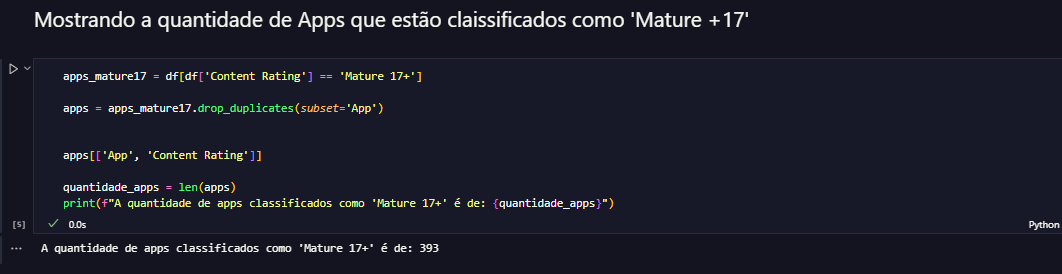 Mostrando a quantidade de Apps que estão claissificados como 'Mature +17'
apps_mature17 = df[df['Content Rating'] == 'Mature 17+']
apps = apps_mature17.drop_duplicates(subset='App')
apps[['App', 'Content Rating']]
quantidade_apps = len(apps)
print(f"A quantidade de apps classificados como 'Mature 17+' é de: {quantidade_apps}")
[5] ✓ 0.0s Python
... A quantidade de apps classificados como 'Mature 17+' é de: 393